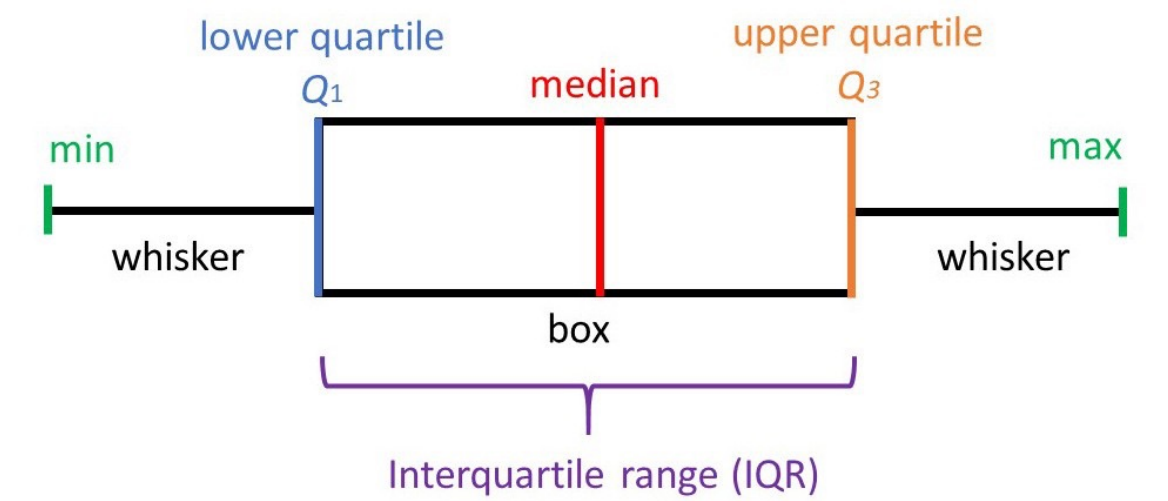 lower quartile
Q1
median
upper quartile
Q3
min
max
whisker
whisker
box
Interquartile range (IQR)